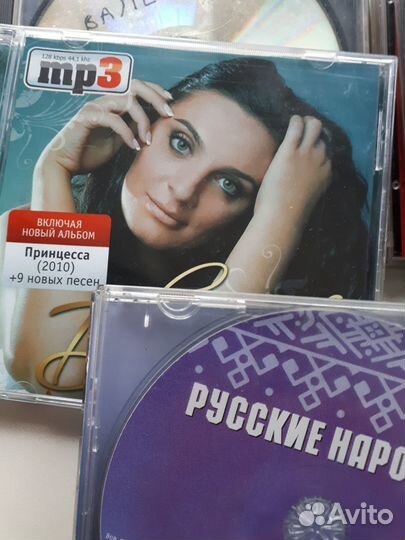 128 kbps 44,1 khz
mp3
ВКЛЮЧАЯ
НОВЫЙ АЛЬБОМ
Принцесса
(2010)
+9 новых песен
РУССКИЕ НАРО
Avito